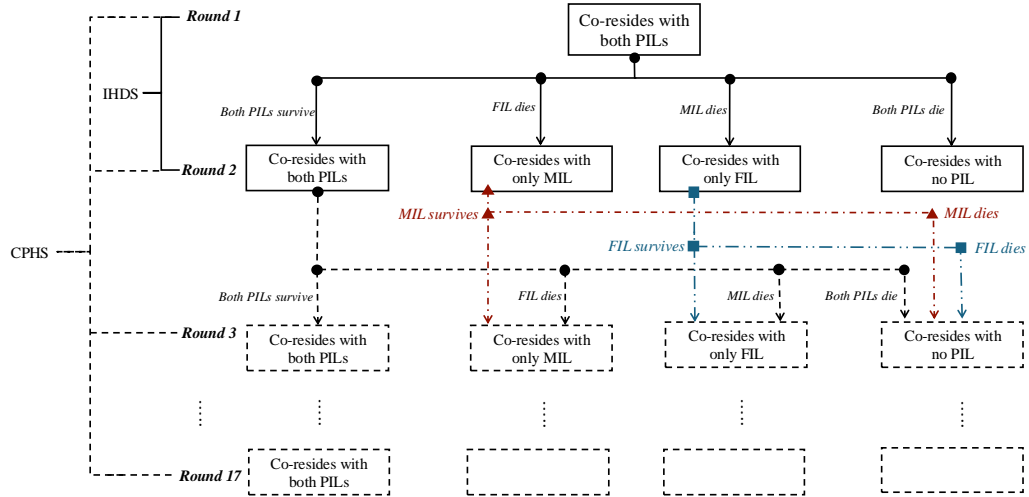 Round 1
Co-resides with
both PILs
IHDS
Both PILs survive
FIL dies
MIL dies
Both PILs die
Round 2
Co-resides with
both PILs
Co-resides with
only MIL
Co-resides with
only FIL
Co-resides with
no PIL
MIL survives
MIL dies
CPHS
FIL survives
FIL dies
Both PILs survive
FIL dies
MIL dies
Both PILs die
Round 3
Co-resides with
both PILs
Co-resides with
only MIL
Co-resides with
only FIL
Co-resides with
no PIL
Round 17
Co-resides with
both PILs